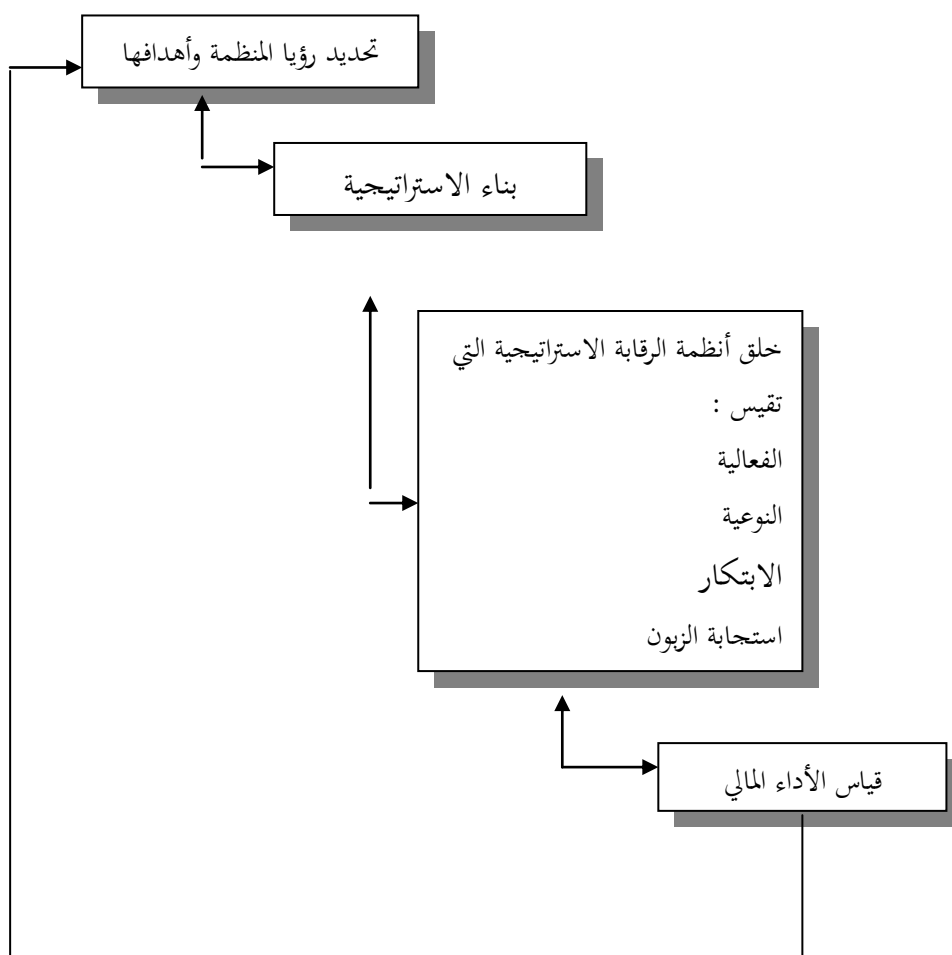 تحديد رؤيا المنظمة وأهدافها
بناء الاستراتيجية
خلق أنظمة الرقابة الاستراتيجية التي
تقيس :
الفعالية
النوعية
الابتكار
استجابة الزبون
قياس الأداء المالي